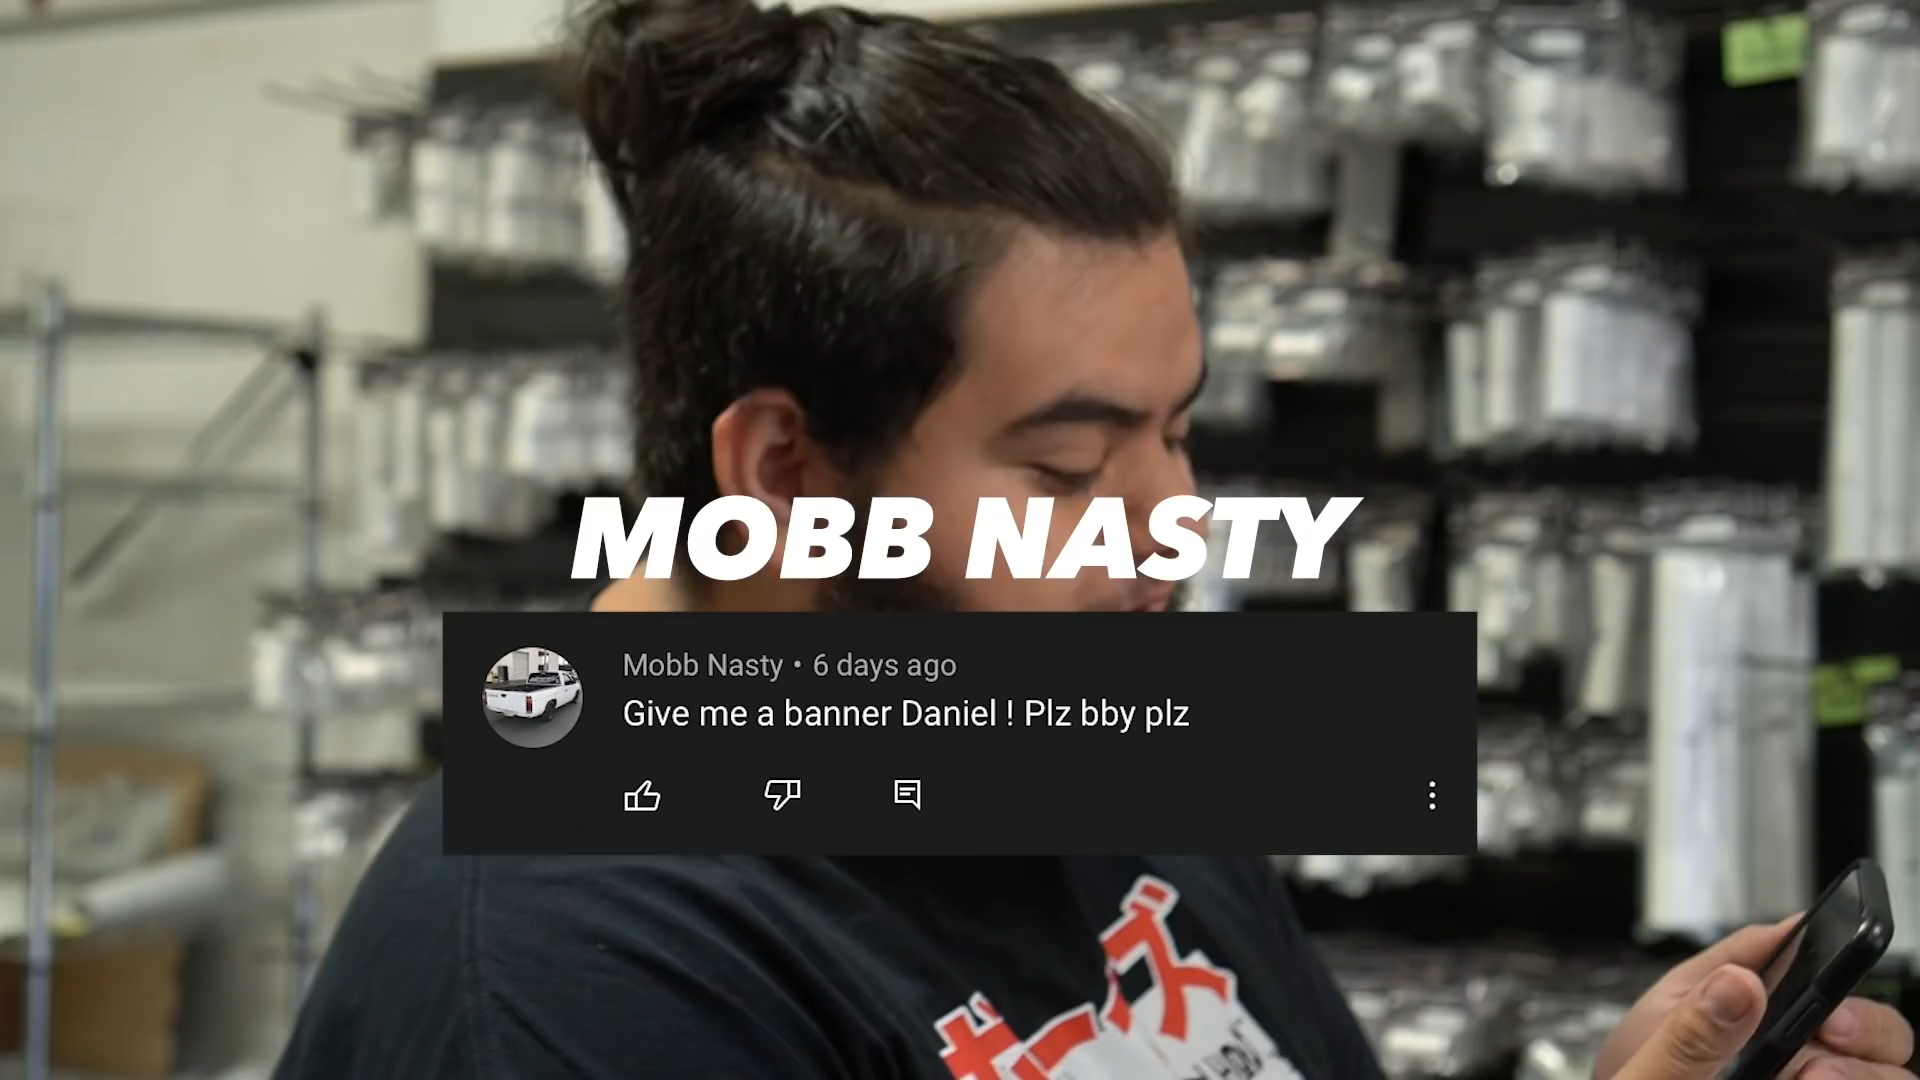 MOBB NASTY
Mobb Nasty • 6 days ago
Give me a banner Daniel ! Plz bby plz